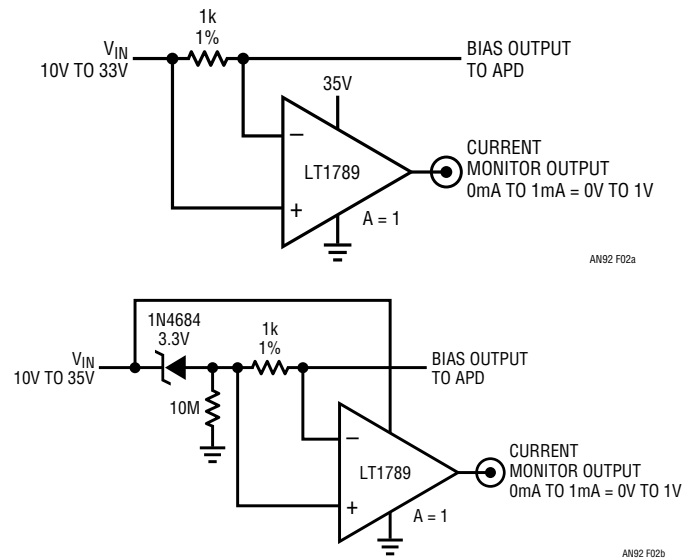 1k
1%
VIN
10V TO 33V
BIAS OUTPUT
TO APD
35V
−
LT1789
+
A = 1
CURRENT
MONITOR OUTPUT
0mA TO 1mA = 0V TO 1V
AN92 F02a
1N4684
3.3V
1k
1%
VIN
10V TO 35V
BIAS OUTPUT
TO APD
10M
−
LT1789
+
A = 1
CURRENT
MONITOR OUTPUT
0mA TO 1mA = 0V TO 1V
AN92 F02b